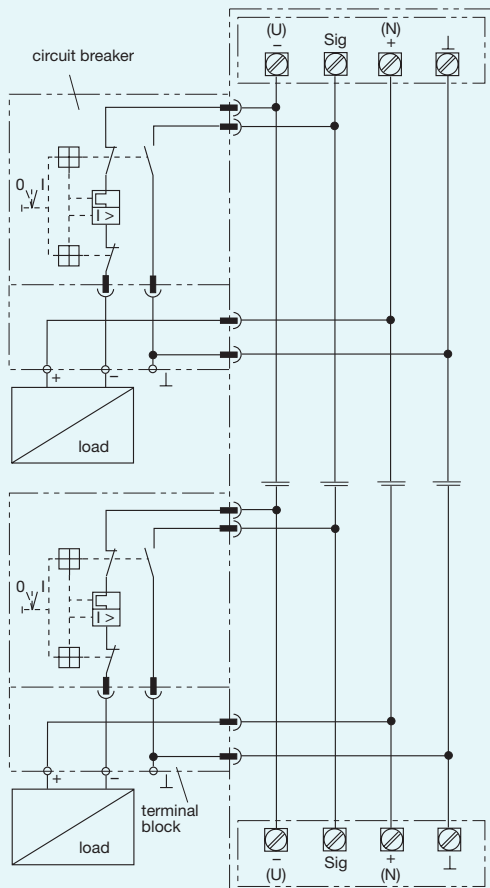 (U) (N)
− Sig + ⊥
circuit breaker
0 I
I >
+ − ⊥
load
0 I
I >
+ − ⊥
terminal
block
load
− Sig + ⊥
(U) (N)